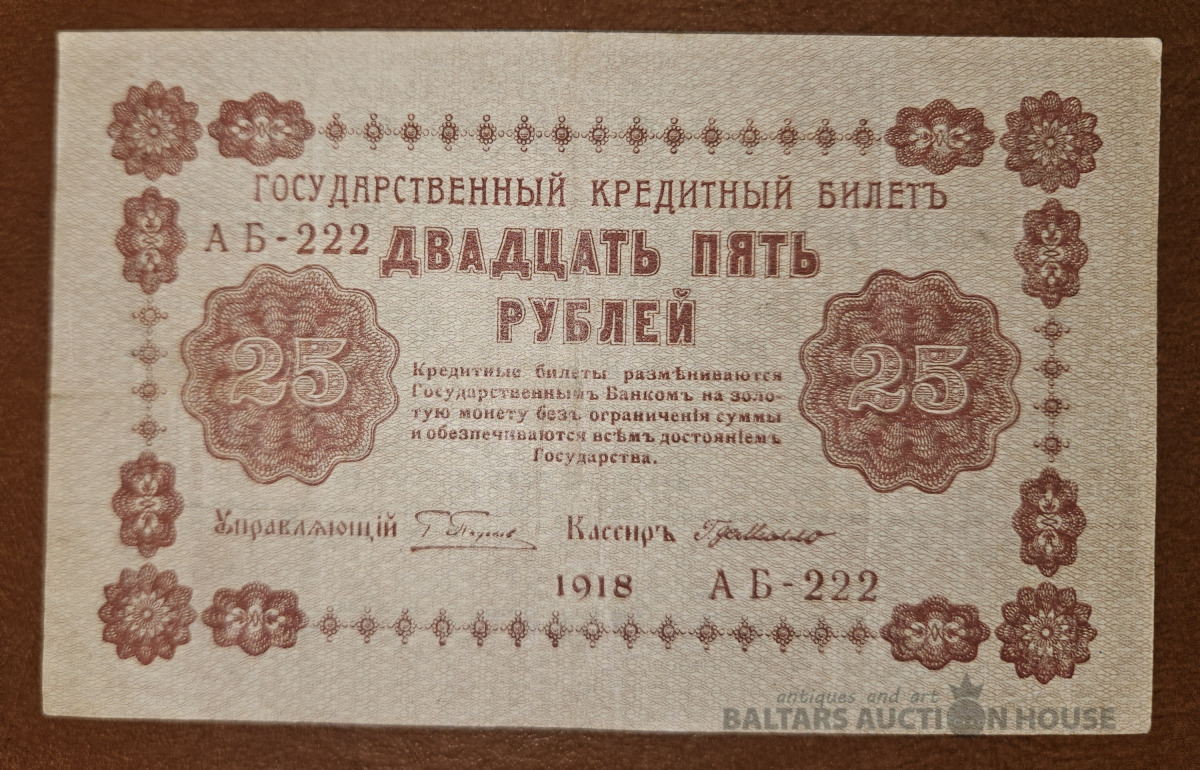 ГОСУДАРСТВЕННЫЙ КРЕДИТНЫЙ БИЛЕТЪ
АБ-222 ДВАДЦАТЬ ПЯТЬ
РУБЛЕЙ
25
25
Кредитные билеты размѣниваются
Государственнымъ Банкомъ на золо-
тую монету безъ ограниченія суммы
и обезпечиваются всѣмъ достояніемъ
Государства.
Управляющій Кассиръ
1918 АБ-222
antiques and art
BALTARS AUCTION HOUSE